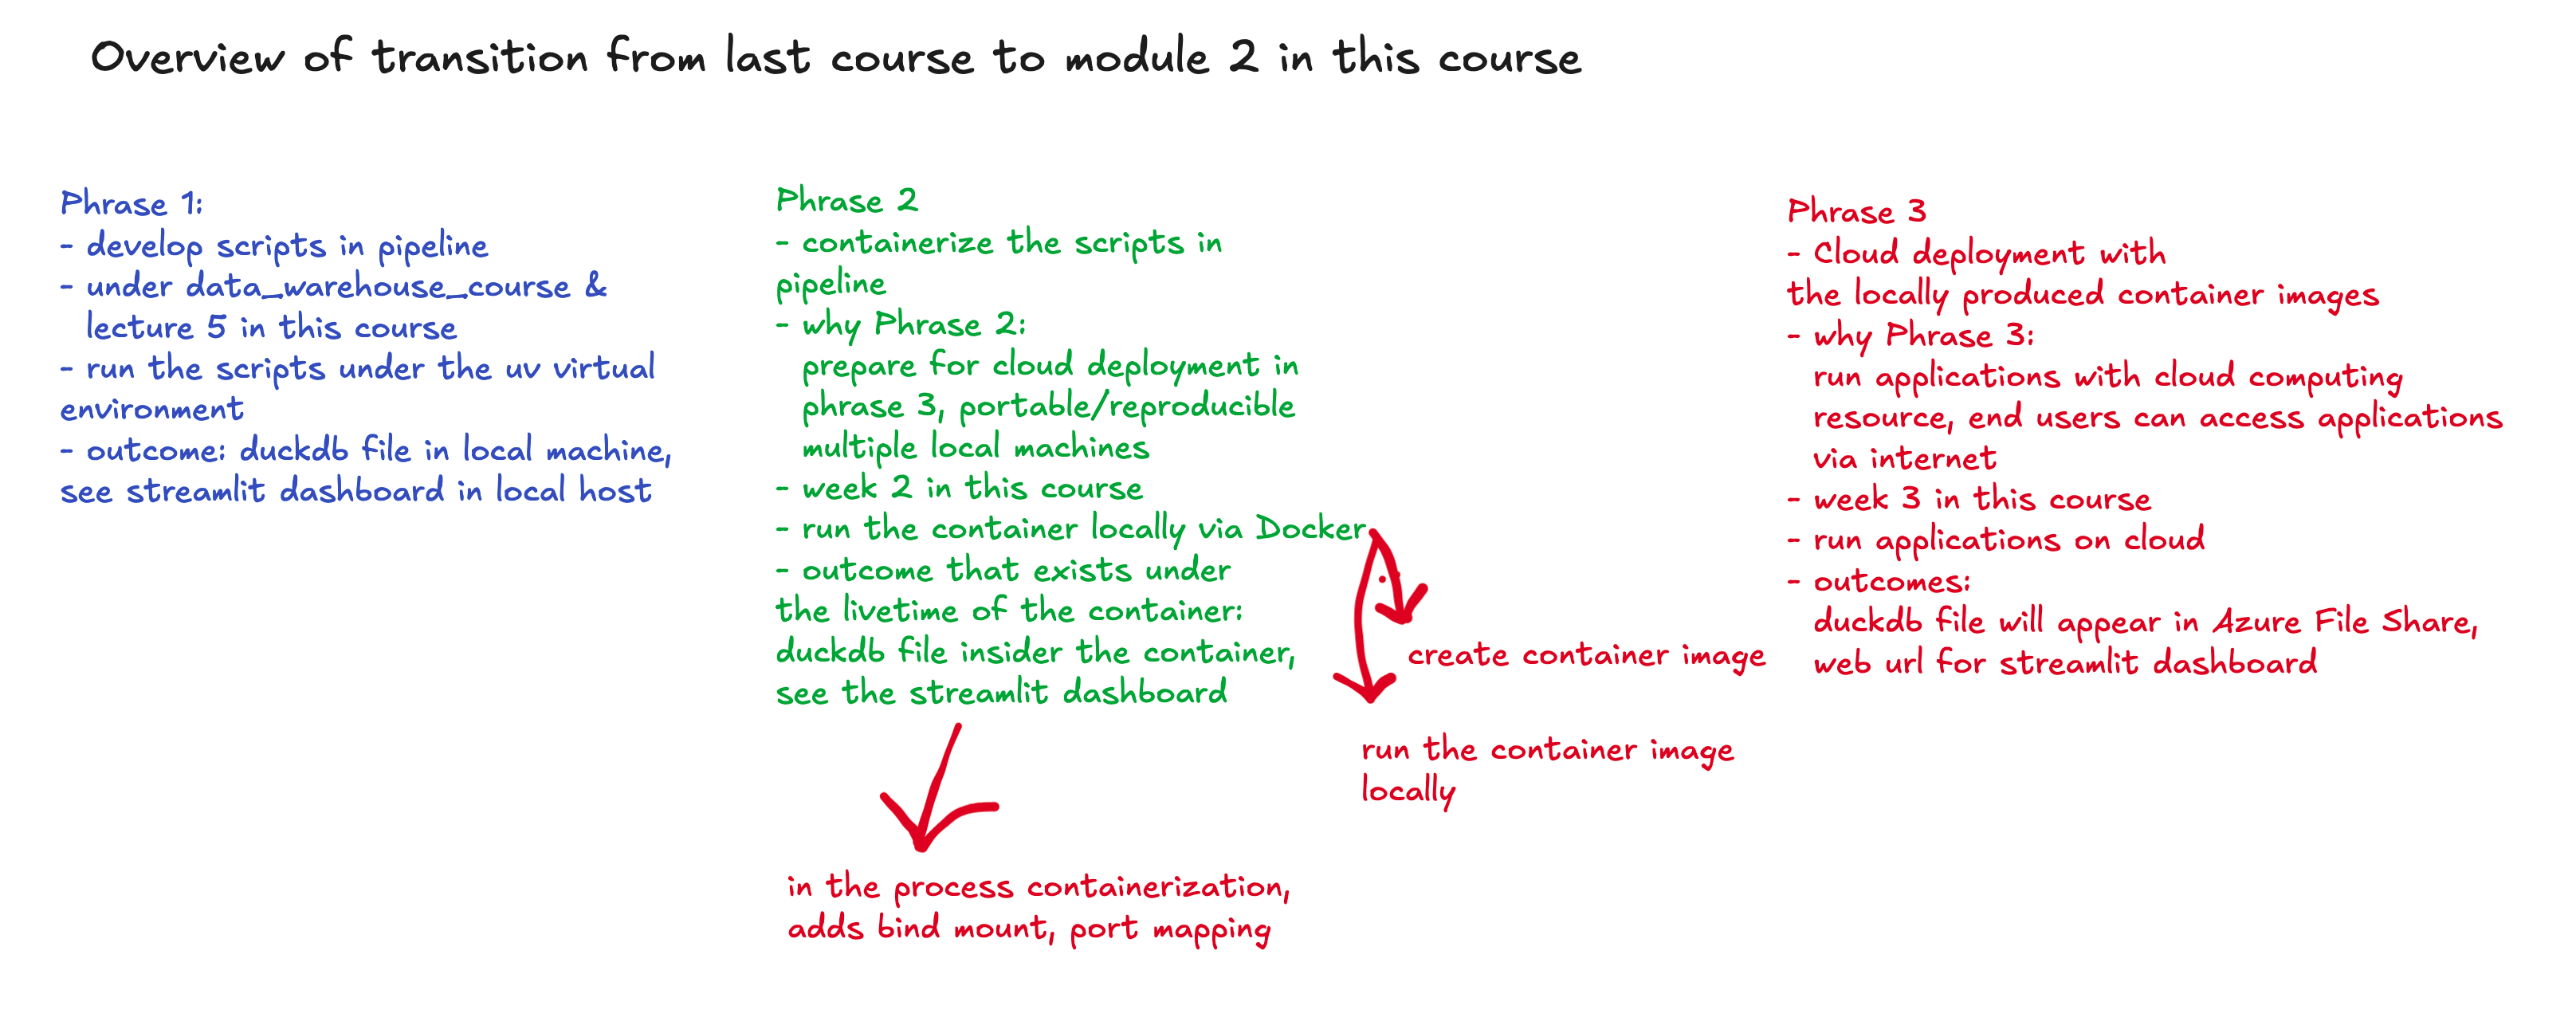 Overview of transition from last course to module 2 in this course
Phrase 1:
- develop scripts in pipeline
- under data_warehouse_course &
lecture 5 in this course
- run the scripts under the uv virtual
environment
- outcome: duckdb file in local machine,
see streamlit dashboard in local host
Phrase 2
- containerize the scripts in
pipeline
- why Phrase 2:
prepare for cloud deployment in
phrase 3, portable/reproducible
multiple local machines
- week 2 in this course
- run the container locally via Docker
- outcome that exists under
the livetime of the container:
duckdb file insider the container,
see the streamlit dashboard
create container image
run the container image
locally
in the process containerization,
adds bind mount, port mapping
Phrase 3
- Cloud deployment with
the locally produced container images
- why Phrase 3:
run applications with cloud computing
resource, end users can access applications
via internet
- week 3 in this course
- run applications on cloud
- outcomes:
duckdb file will appear in Azure File Share,
web url for streamlit dashboard